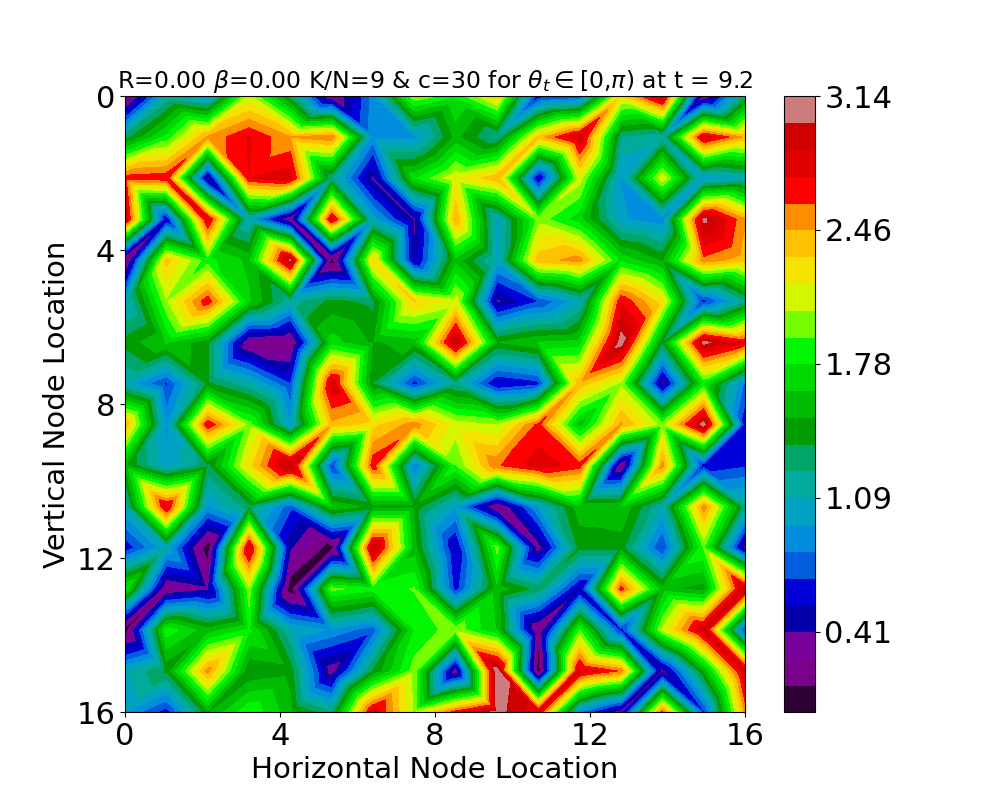 R=0.00 β=0.00 K/N=9 & c=30 for θ_t ∈ [0,π) at t = 9.2
0
4
8
12
16
Vertical Node Location
0 4 8 12 16
Horizontal Node Location
3.14
2.46
1.78
1.09
0.41